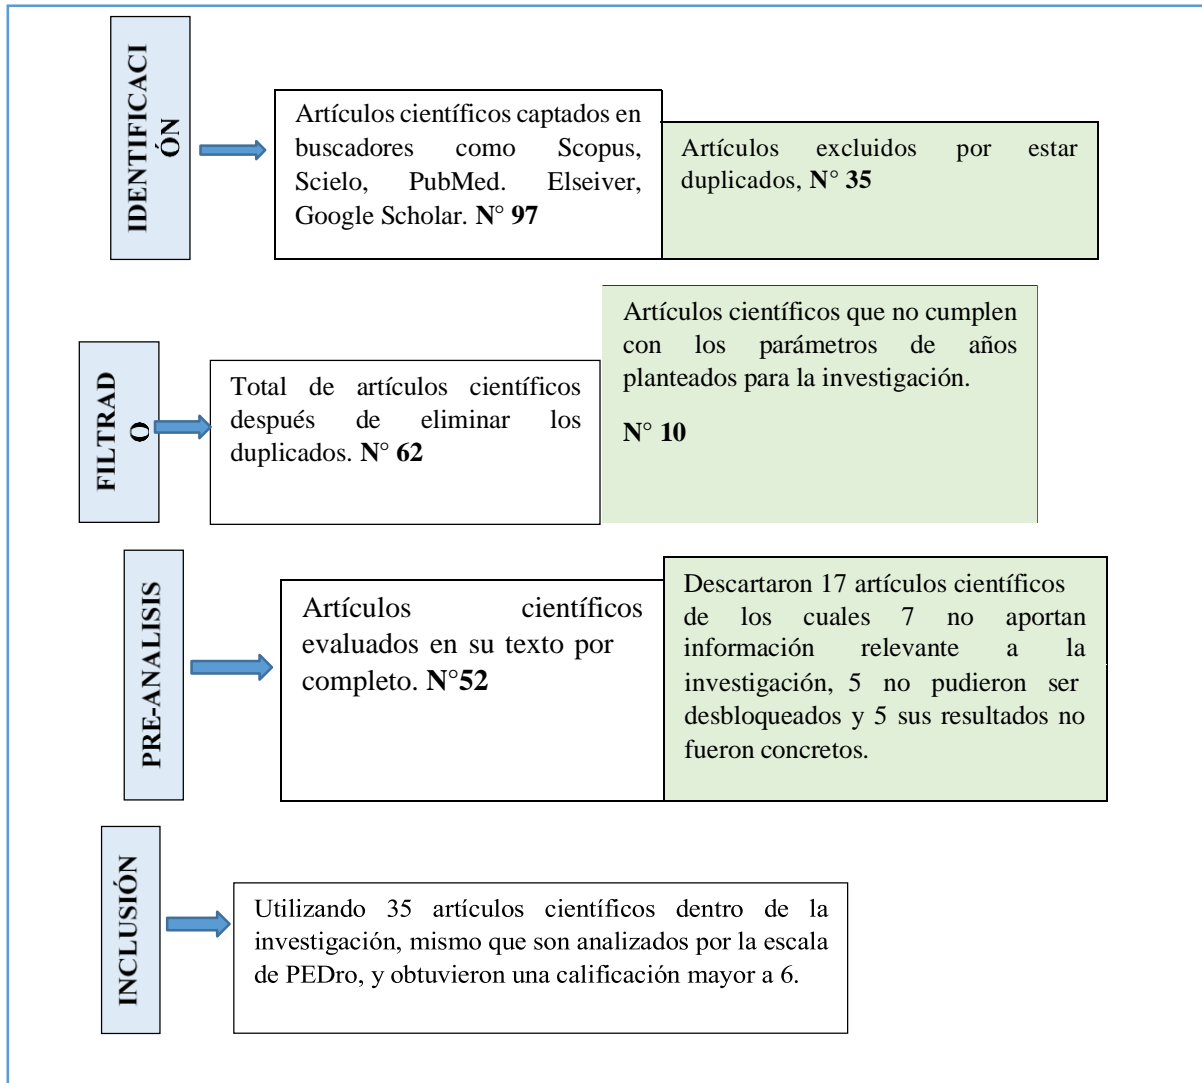 IDENTIFICACI
ÓN
Artículos científicos captados en
buscadores como Scopus,
Scielo, PubMed. Elseiver,
Google Scholar. N° 97
Artículos excluidos por estar
duplicados, N° 35
FILTRAD
O
Total de artículos científicos
después de eliminar los
duplicados. N° 62
Artículos científicos que no cumplen
con los parámetros de años
planteados para la investigación.
N° 10
PRE-ANALISIS
Artículos científicos
evaluados en su texto por
completo. N°52
Descartaron 17 artículos científicos
de los cuales 7 no aportan
información relevante a la
investigación, 5 no pudieron ser
desbloqueados y 5 sus resultados no
fueron concretos.
INCLUSIÓN
Utilizando 35 artículos científicos dentro de la
investigación, mismo que son analizados por la escala
de PEDro, y obtuvieron una calificación mayor a 6.